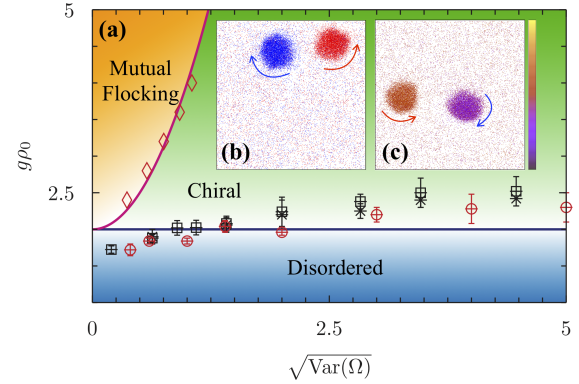 5
(a)
Mutual
Flocking
(b)
(c)
gρ₀
2.5
Chiral
Disordered
0
2.5
5
√Var(Ω)